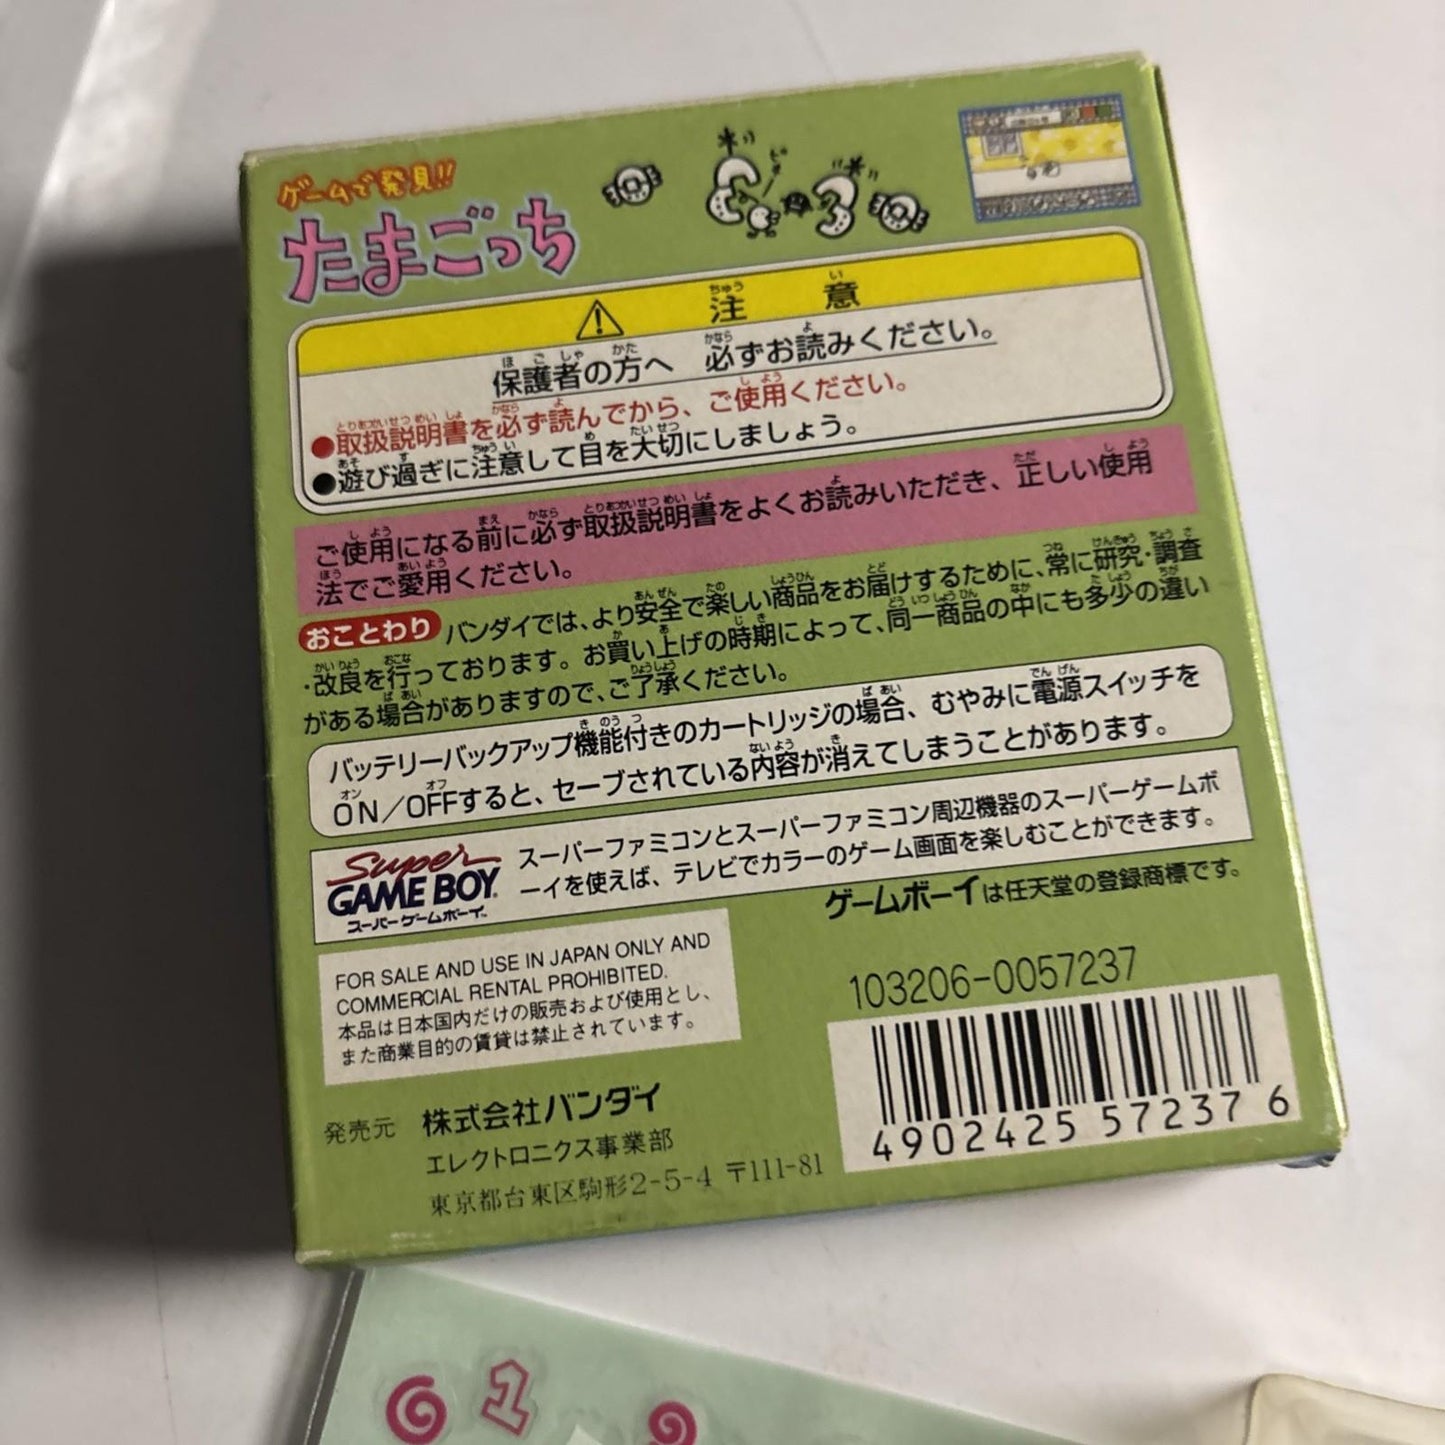 ゲームで発見!!
たまごっち
注意
保護者の方へ 必ずお読みください。
●取扱説明書を必ず読んでから、ご使用ください。
●遊び過ぎに注意して目を大切にしましょう。
ご使用になる前に必ず取扱説明書をよくお読みいただき、正しい使用
法でご愛用ください。
おことわり バンダイでは、より安全で楽しい商品をお届けするために、常に研究・調査
・改良を行っております。お買い上げの時期によって、同一商品の中にも多少の違い
がある場合がありますので、ご了承ください。
バッテリーバックアップ機能付きのカートリッジの場合、むやみに電源スイッチを
ON/OFFすると、セーブされている内容が消えてしまうことがあります。
Super
GAME BOY
スーパーゲームボーイ
スーパーファミコンとスーパーファミコン周辺機器のスーパーゲームボ
ーイを使えば、テレビでカラーのゲーム画面を楽しむことができます。
ゲームボーイは任天堂の登録商標です。
FOR SALE AND USE IN JAPAN ONLY AND
COMMERCIAL RENTAL PROHIBITED.
本品は日本国内だけの販売および使用とし、
また商業目的の賃貸は禁止されています。
103206-0057237
4902425572376
発売元 株式会社バンダイ
エレクトロニクス事業部
東京都台東区駒形2-5-4 〒111-81